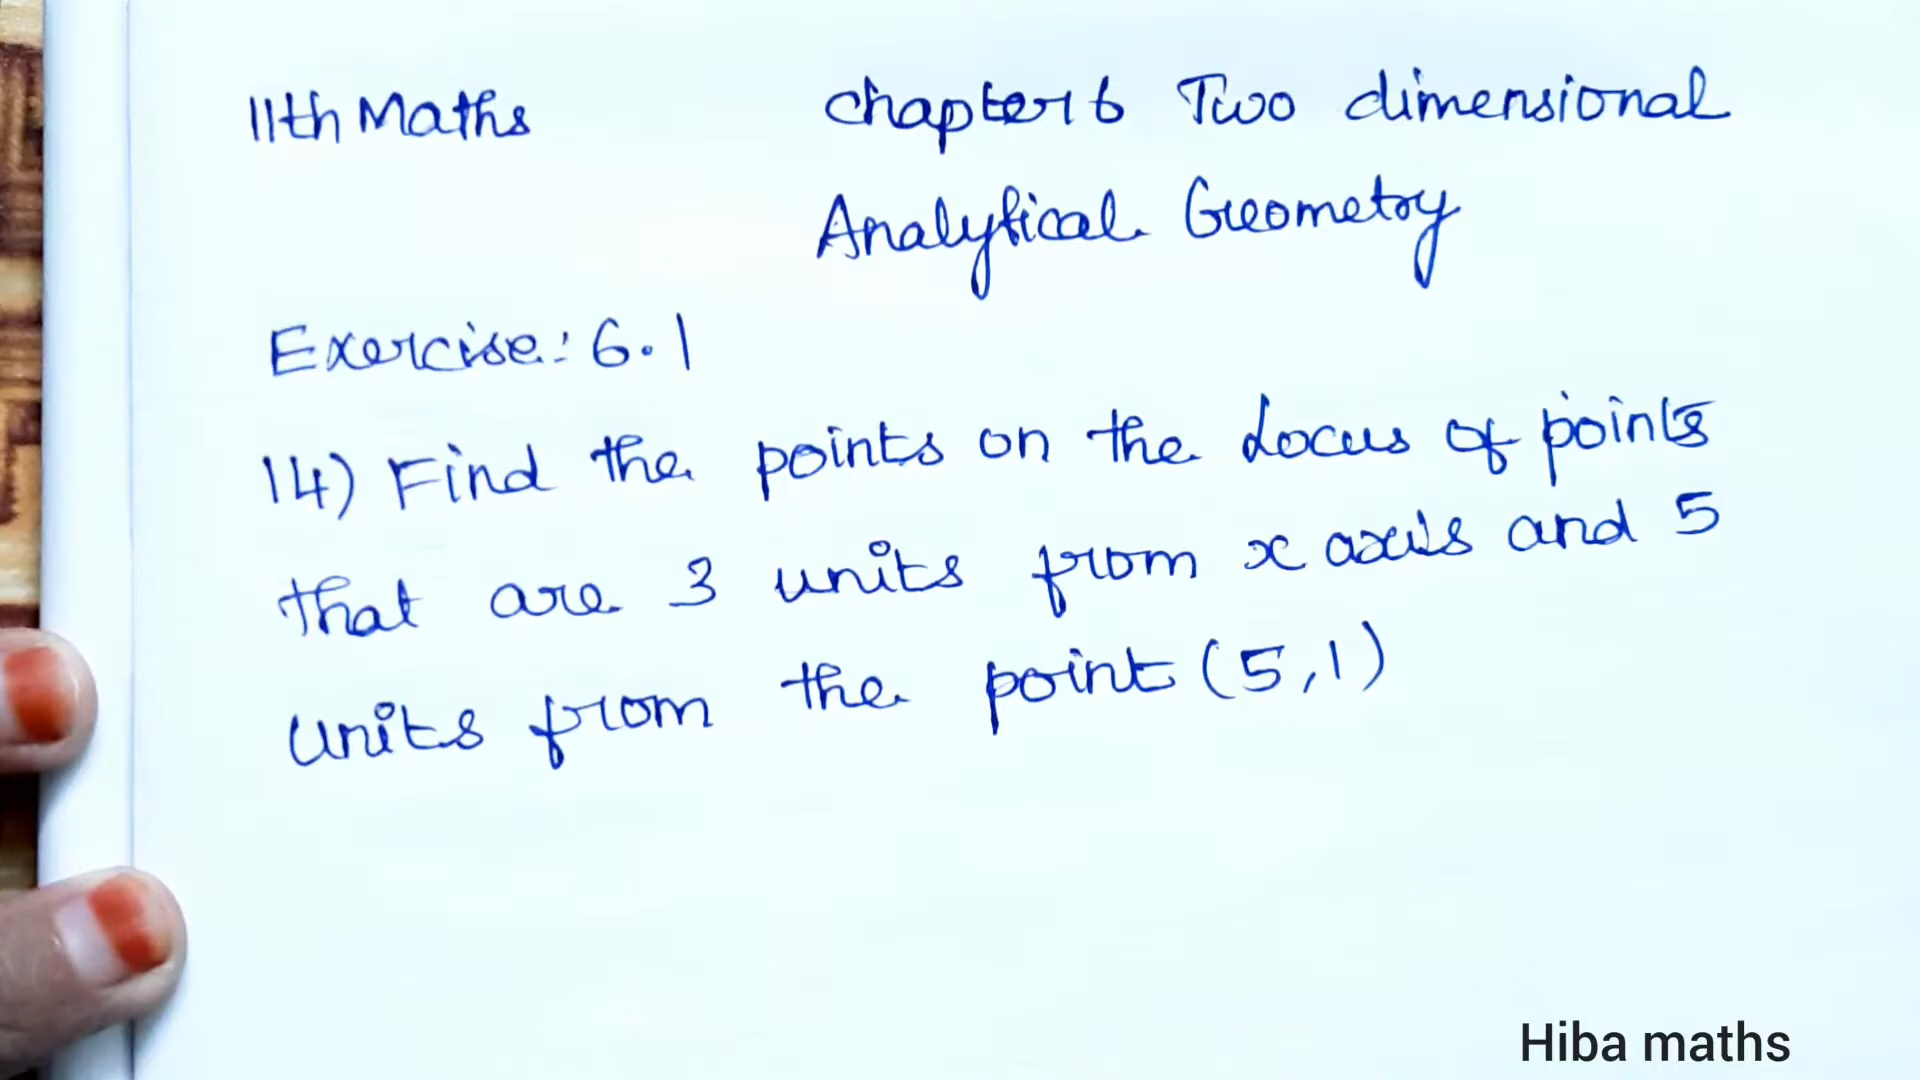 11th Maths chapter 6 Two dimensional
Analytical Geometry
Exercise: 6.1
14) Find the points on the Locus of points
that are 3 units from x axis and 5
units from the point (5,1)
Hiba maths